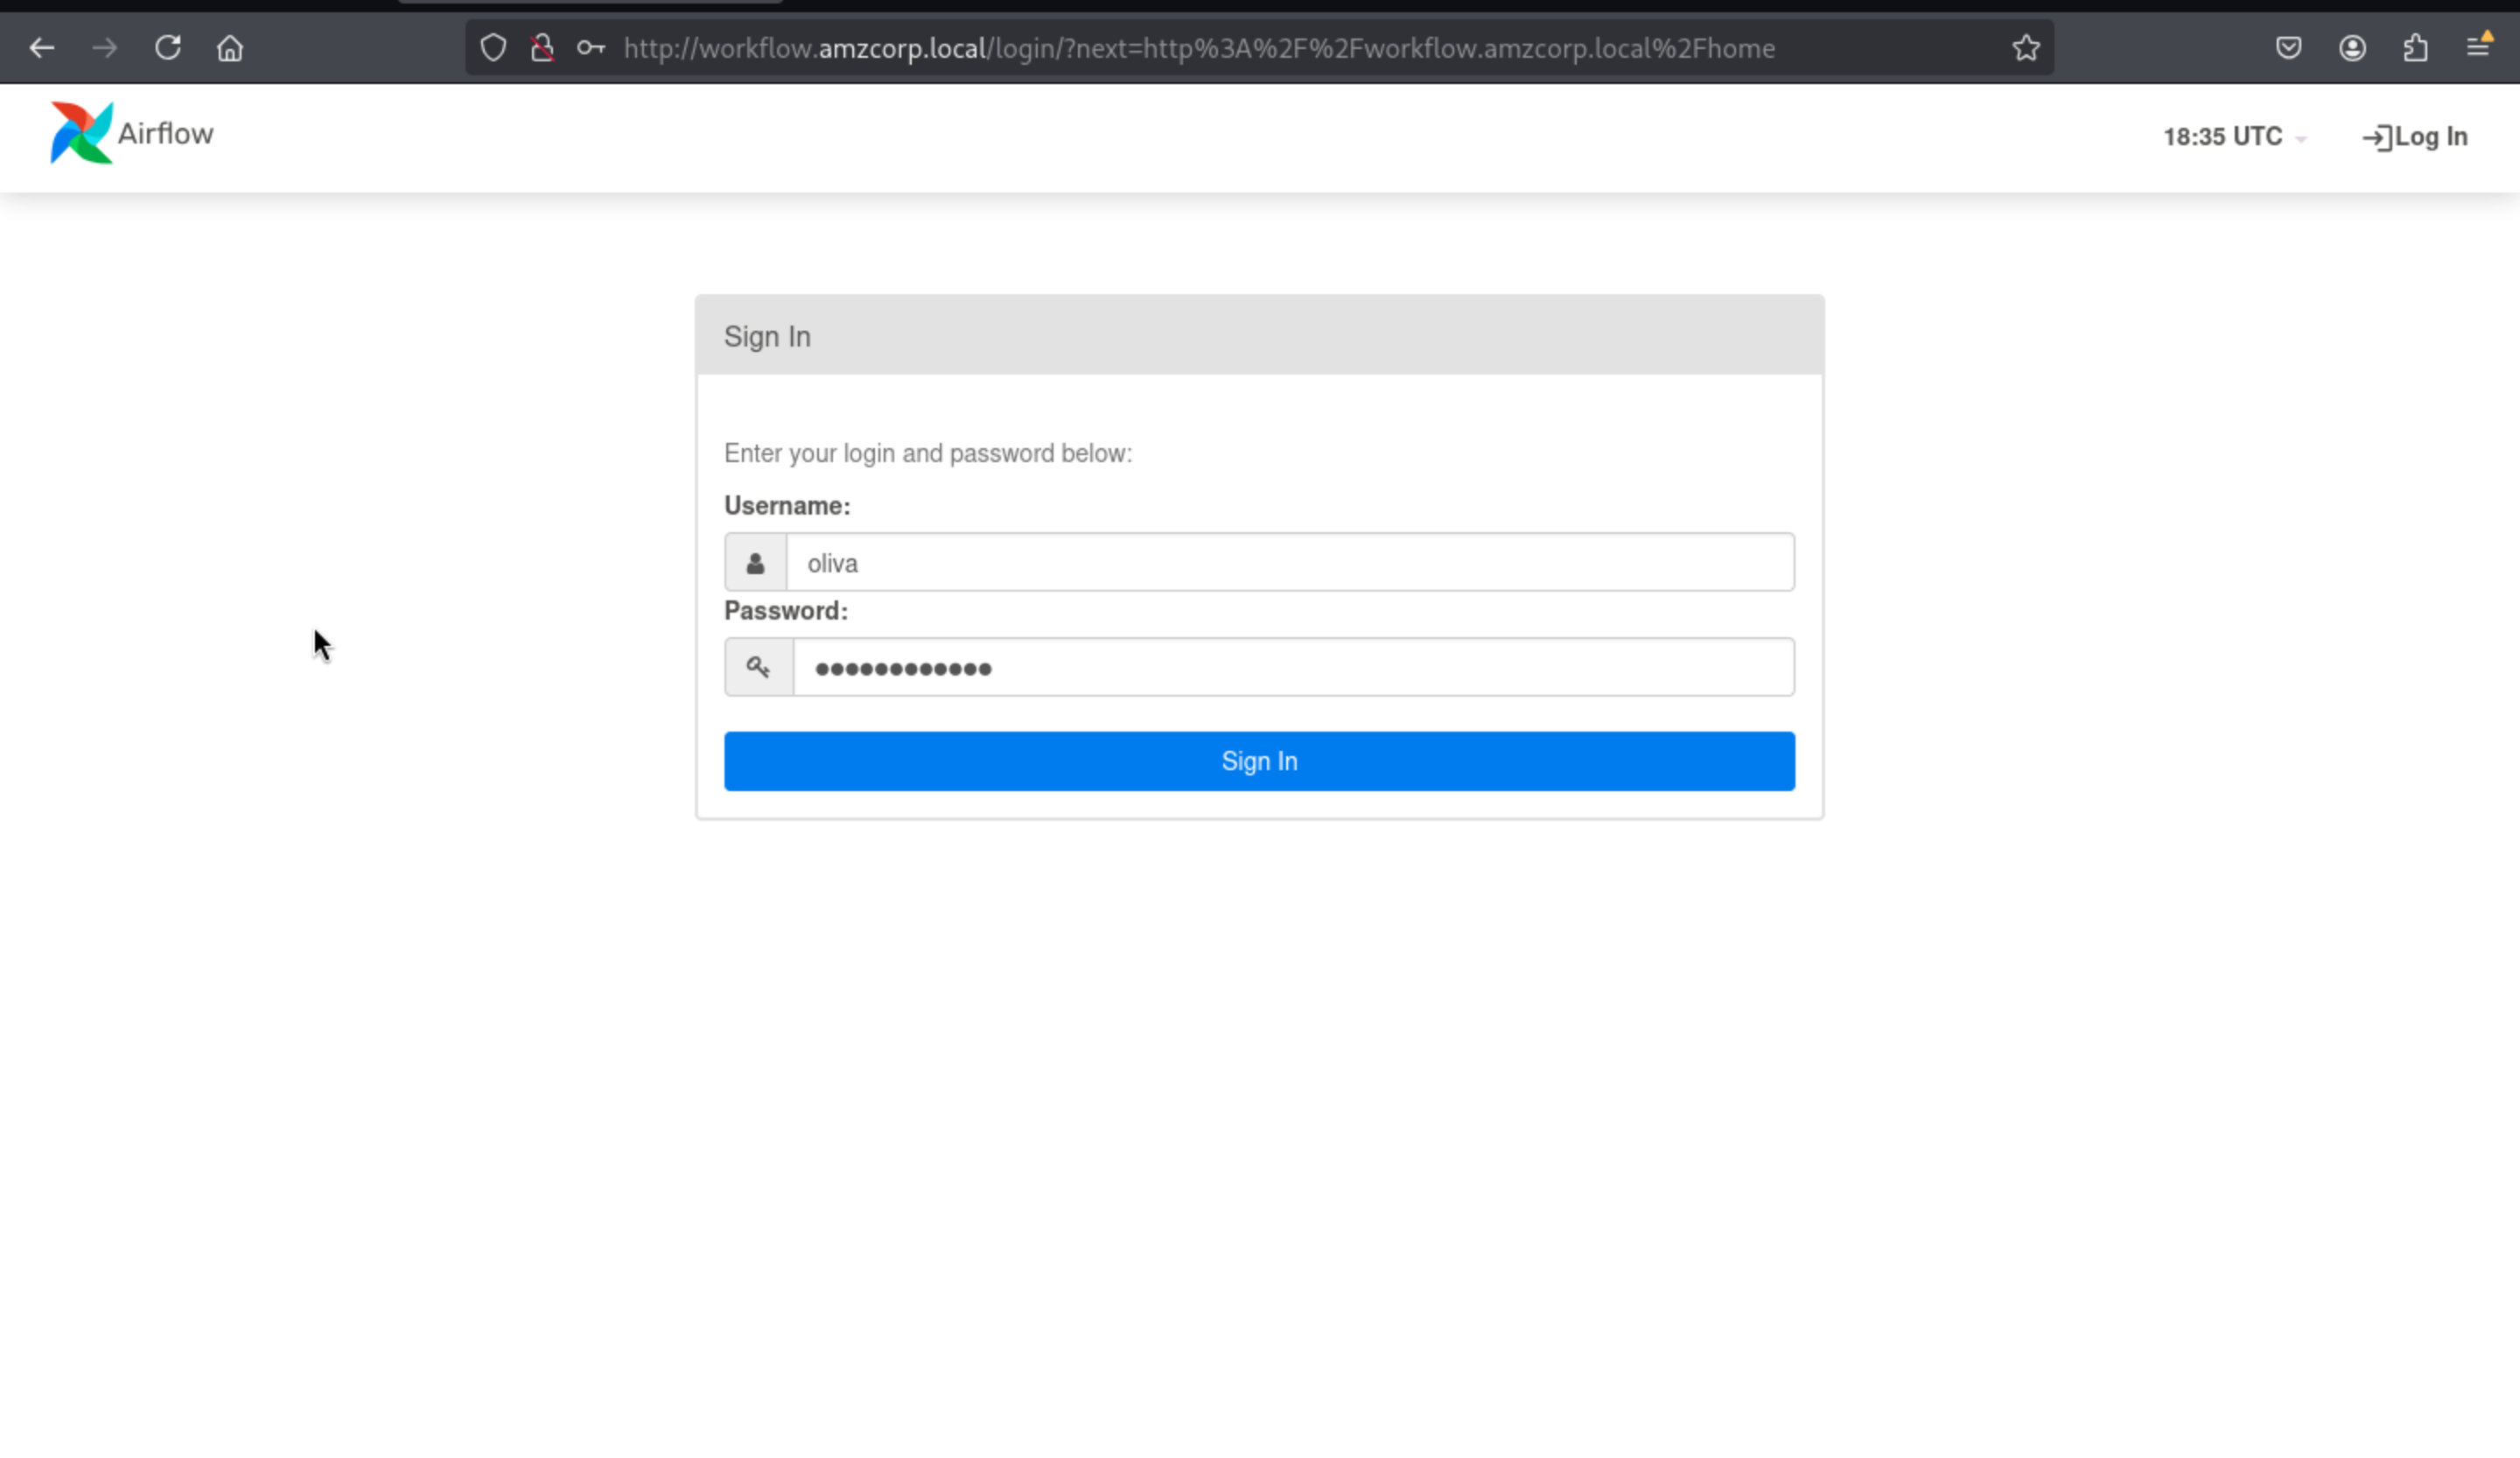 http://workflow.amzcorp.local/login/?next=http%3A%2F%2Fworkflow.amzcorp.local%2Fhome
Airflow
18:35 UTC
Log In
Sign In
Enter your login and password below:
Username:
oliva
Password:
••••••••••••
Sign In